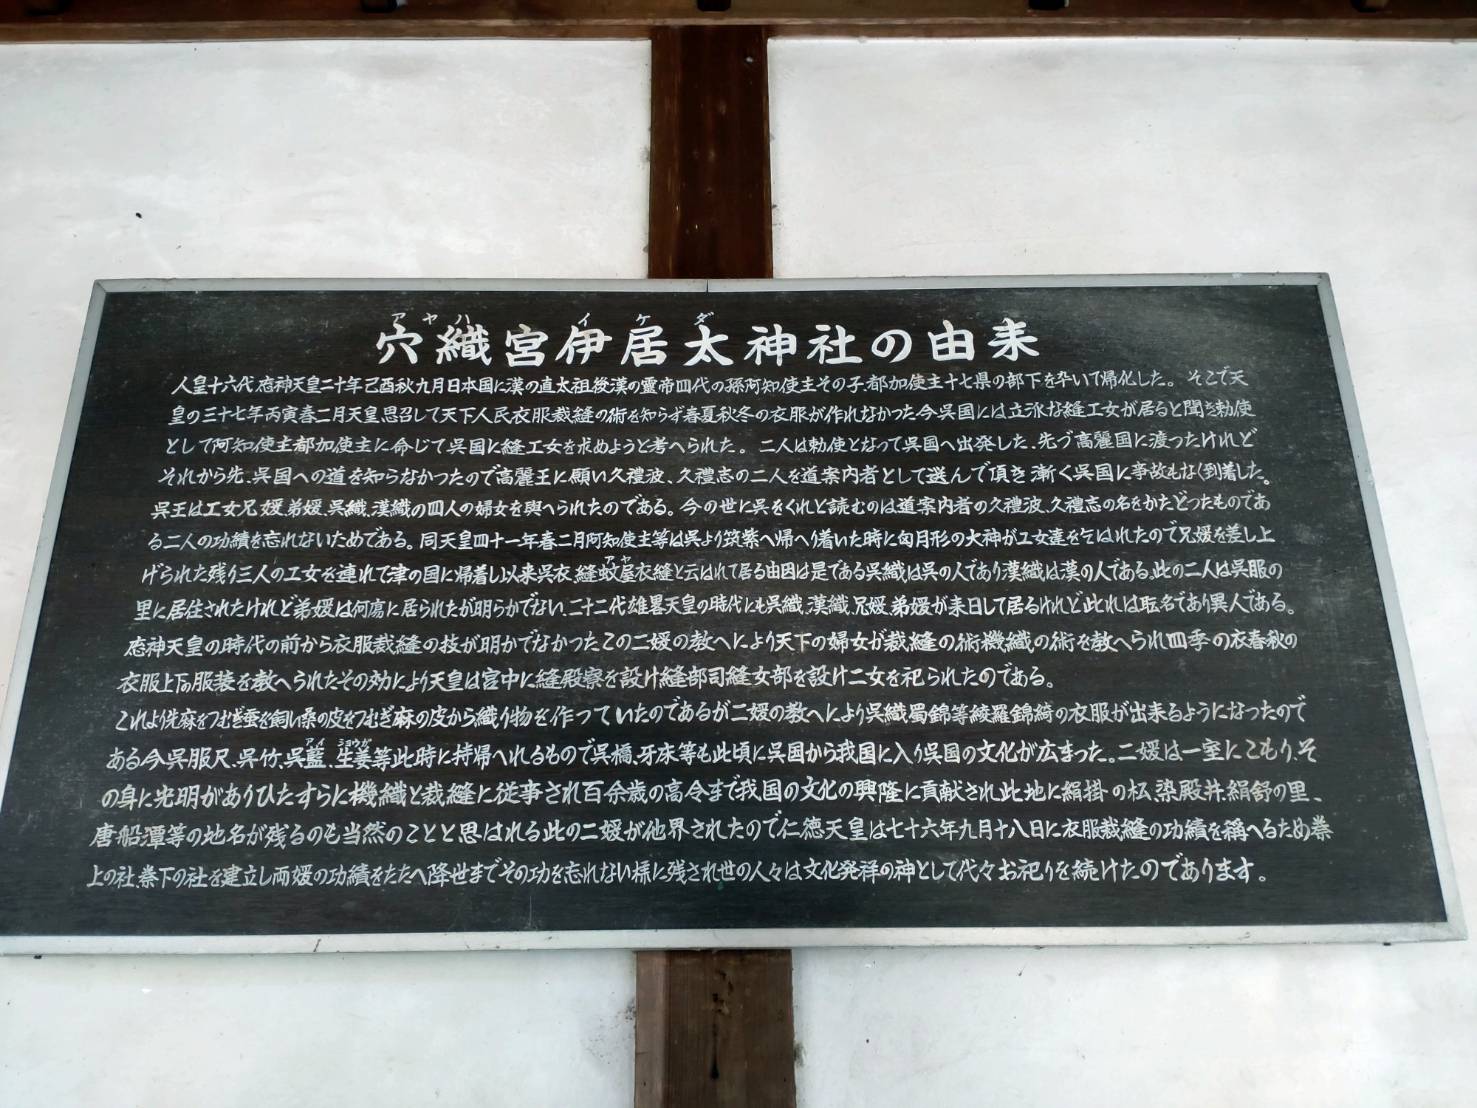 アヤハ イケダ
穴織宮伊居太神社の由来
人皇十六代応神天皇二十年己酉秋九月日本国に漢の直太祖後漢の靈帝四代の孫阿知使主その子都加使主十七県の部下を率いて帰化した。そこで天
皇の三十七年丙寅春二月天皇思召して天下人民衣服裁縫の術を知らず春夏秋冬の衣服が作れなかった今呉国には立派な縫工女が居ると聞き勅使
として阿知使主都加使主に命じて呉国に縫工女を求めようと考へられた。二人は勅使となって呉国へ出発した、先づ高麗国に渡ったけれど
それから先、呉国への道を知らなかったので高麗王に願い久禮波、久禮志の二人を道案内者として選んで頂き漸く呉国に事故もなく到着した。
呉王は工女兄媛、弟媛、呉織、漢織の四人の婦女を與へられたのである。今の世に呉をくれと読むのは道案内者の久禮波、久禮志の名をかたどったものであ
る二人の功績を忘れないためである。同天皇四十一年春二月阿知使主等は呉より筑紫へ帰へり着いた時に匈月形の大神が工女達を乞はれたので兄媛を差し上
げられた残り三人の工女を連れて津の国に帰着し以来呉衣、縫蚊屋衣縫と云はれて居る由因は是である呉織は呉の人であり漢織は漢の人である。此の二人は呉服の
アヤ
里に居住されたけれど弟媛は何處に居られたが明らかでない、二十二代雄畧天皇の時代にも呉織、漢織、兄媛、弟媛が来日して居るけれど此れは同名であり異人である。
応神天皇の時代の前から衣服裁縫の技が明かでなかったこの二媛の教へにより天下の婦女が裁縫の術機織の術を教へられ四季の衣春秋の
衣服上下の服装を教へられたその効により天皇は宮中に縫殿寮を設け縫部司縫女部を設け二女を祀られたのである。
これより先麻をつむぎ蚕を飼い桑の皮をつむぎ麻の皮から織り物を作っていたのであるが二媛の教へにより呉織蜀錦等綾羅錦綺の衣服が出来るようになったので
ある今呉服尺、呉竹、呉藍、生姜等此時に持帰へれるもので呉橋、牙床等も此頃に呉国から我国に入り呉国の文化が広まった。二媛は一室にこもり、そ
アイ
の身に光明がありひたすらに機織と裁縫に従事され百余歳の高令まで我国の文化の興隆に貢献され此地に絹掛の松、染殿井、絹舒の里、
唐船潭等の地名が残るのも当然のことと思はれる此の二媛が他界されたので仁徳天皇は七十六年九月十八日に衣服裁縫の功績を稱へるため
上の社、下の社を建立し両媛の功績をたたへ降世までその功を忘れない様に残され世の人々は文化発祥の神として代々お祀りを続けたのであります。